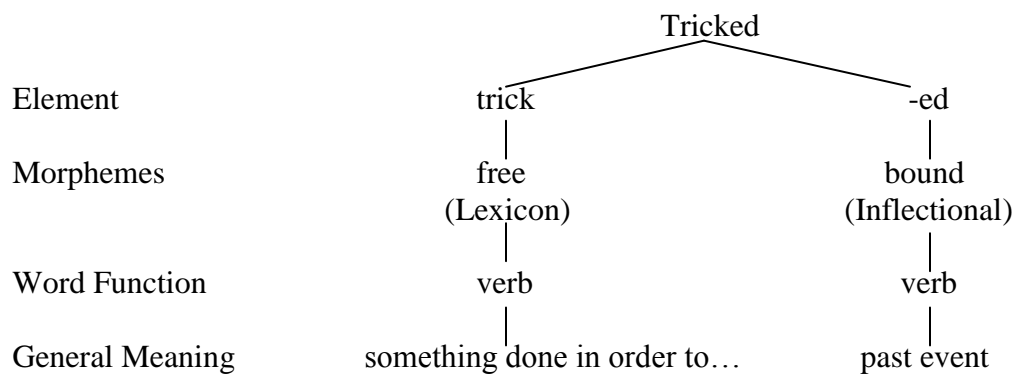 Tricked
Element trick -ed
Morphemes free bound
(Lexicon) (Inflectional)
Word Function verb verb
General Meaning something done in order to… past event